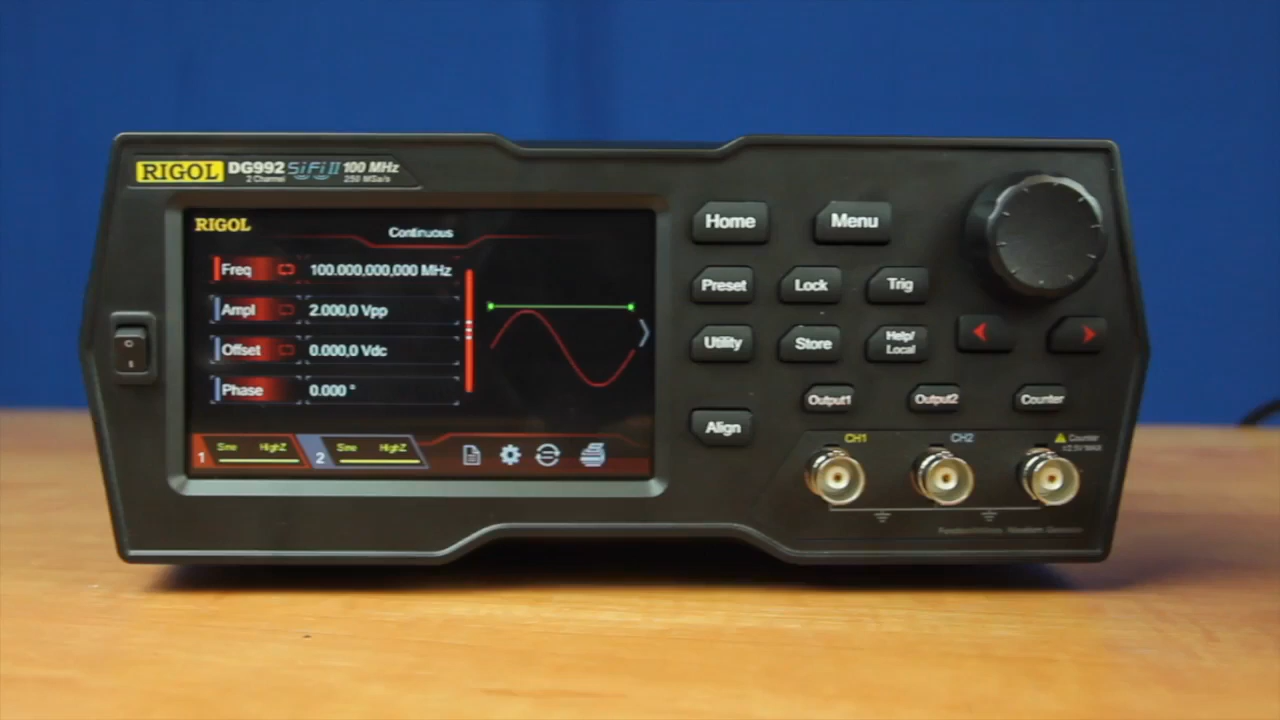 RIGOL DG992 SiFi II 100 MHz
2 Channel 250 MSa/s
RIGOL
Continuous
Freq 100.000,000,000 MHz
Ampl 2.000,0 Vpp
Offset 0.000,0 Vdc
Phase 0.000 °
1 Sine HighZ
2 Sine HighZ
Home Menu
Preset Lock Trig
Utility Store Help/
Local
Output1 Output2 Counter
Align
CH1 CH2 Counter
O
I